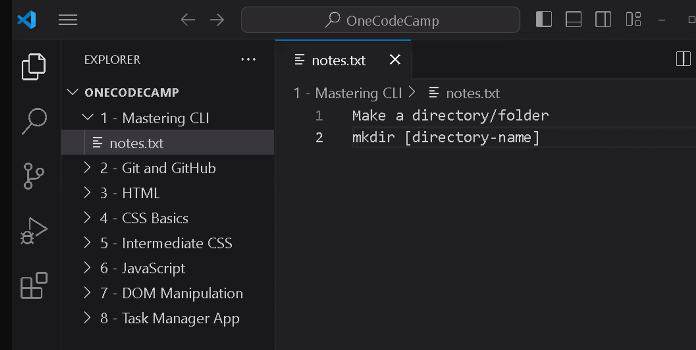 OneCodeCamp
EXPLORER
notes.txt
ONECODECAMP
1 - Mastering CLI
notes.txt
2 - Git and GitHub
3 - HTML
4 - CSS Basics
5 - Intermediate CSS
6 - JavaScript
7 - DOM Manipulation
8 - Task Manager App
1 - Mastering CLI > notes.txt
1 Make a directory/folder
2 mkdir [directory-name]